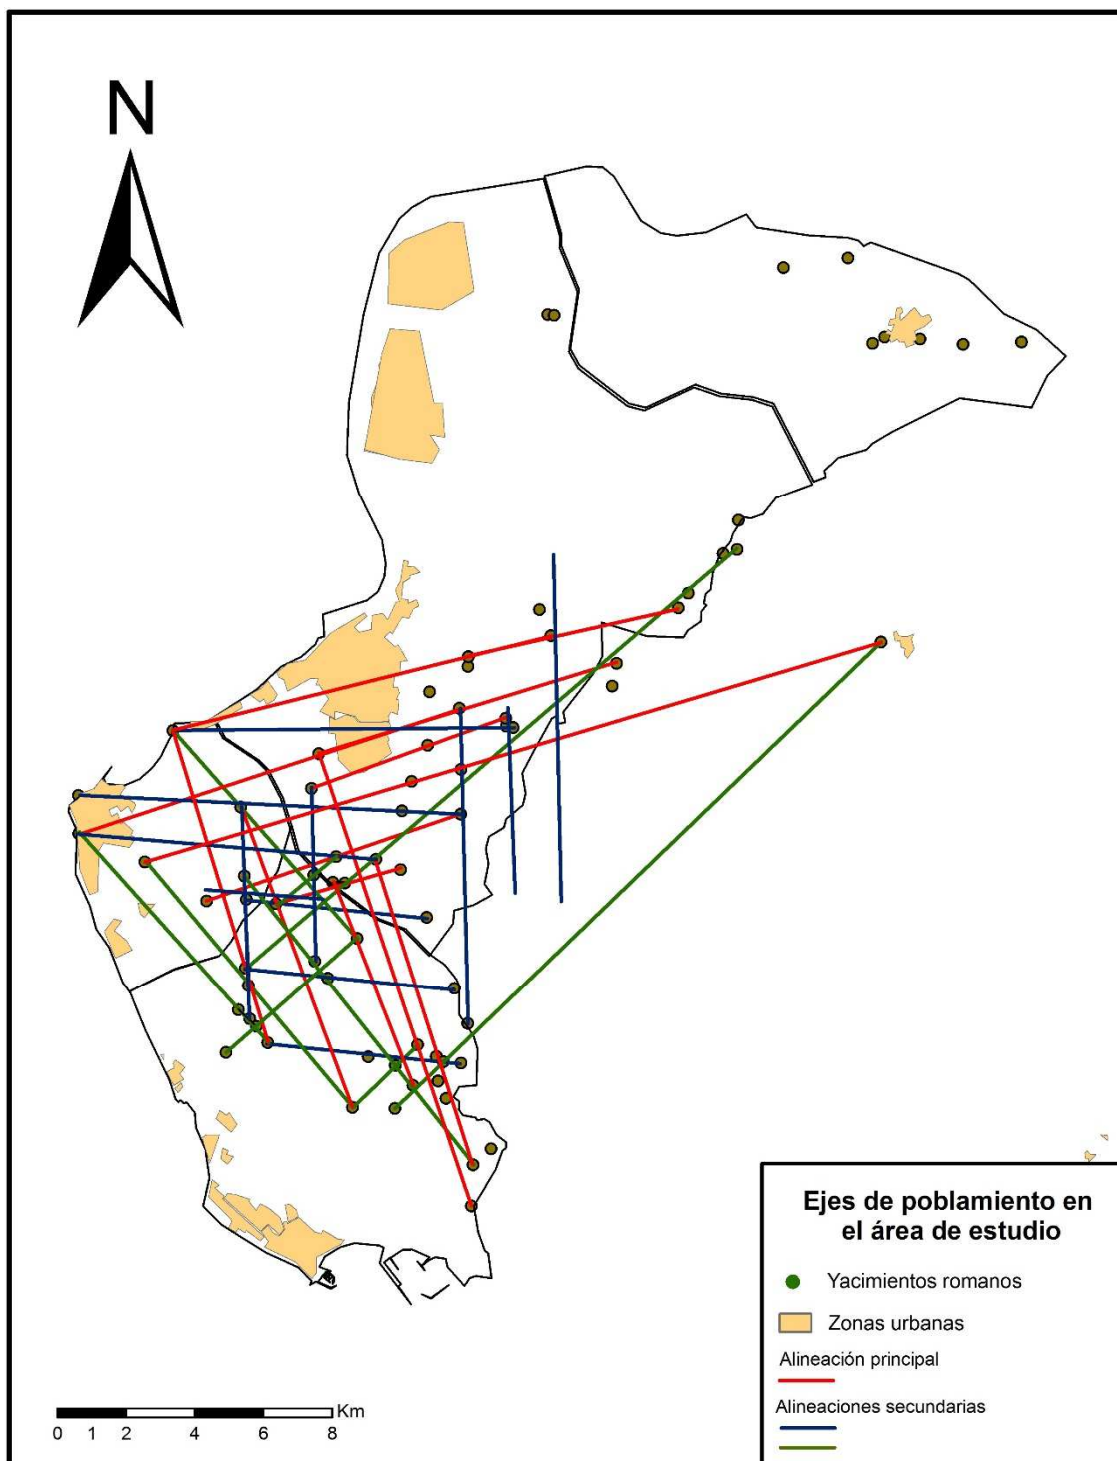 N
Ejes de poblamiento en
el área de estudio
Yacimientos romanos
Zonas urbanas
Alineación principal
Alineaciones secundarias
Km
0 1 2 4 6 8